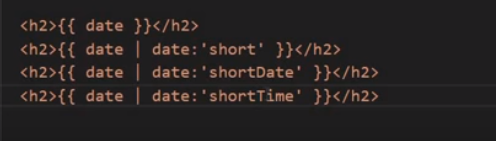 <h2>{{ date }}</h2>
<h2>{{ date | date:'short' }}</h2>
<h2>{{ date | date:'shortDate' }}</h2>
<h2>{{ date | date:'shortTime' }}</h2>